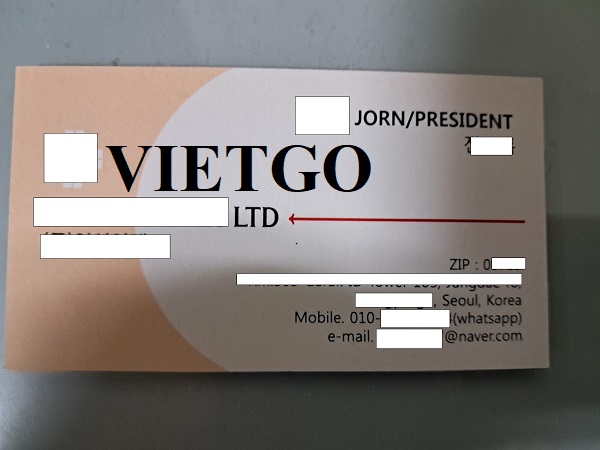 JORN/PRESIDENT
VIETGO
LTD
ZIP : 0
, Seoul, Korea
Mobile. 010-
(whatsapp)
e-mail.
@naver.com